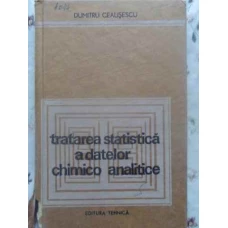 DUMITRU CEAUȘESCU
tratarea statistică
a datelor
chimico analitice
EDITURA TEHNICĂ